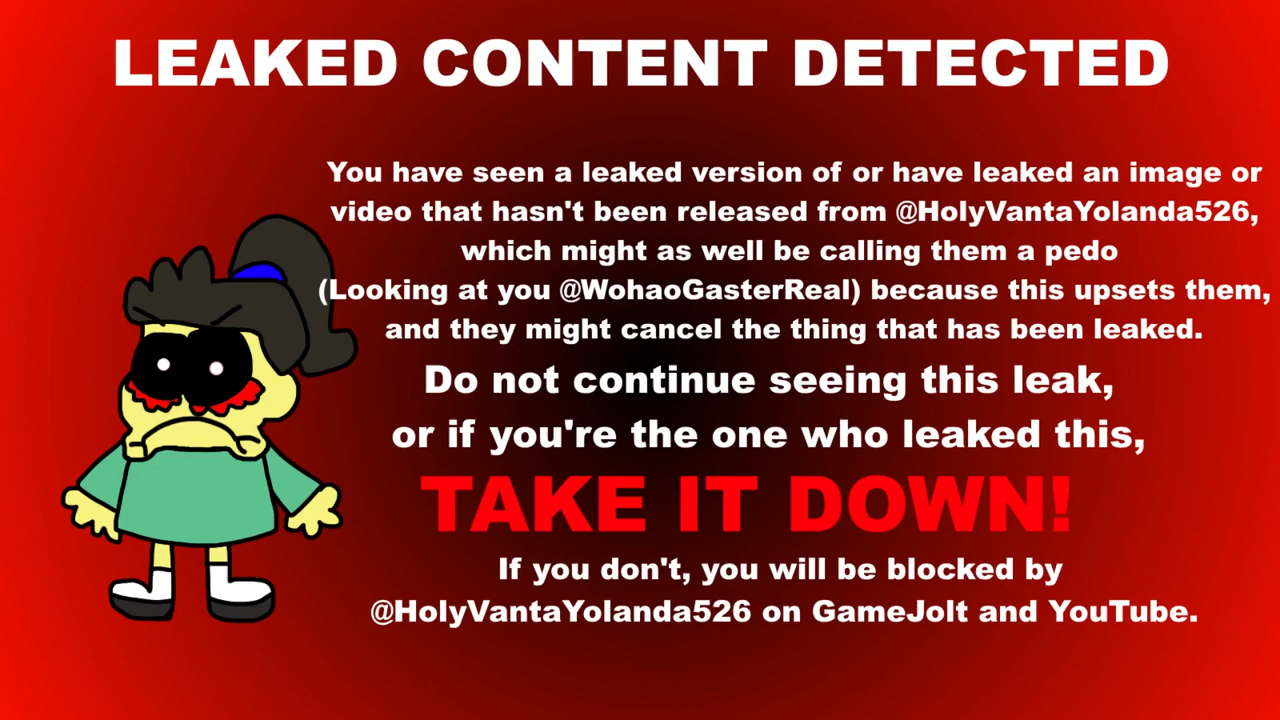 LEAKED CONTENT DETECTED
You have seen a leaked version of or have leaked an image or
video that hasn't been released from @HolyVantaYolanda526,
which might as well be calling them a pedo
(Looking at you @WohaoGasterReal) because this upsets them,
and they might cancel the thing that has been leaked.
Do not continue seeing this leak,
or if you're the one who leaked this,
TAKE IT DOWN!
If you don't, you will be blocked by
@HolyVantaYolanda526 on GameJolt and YouTube.